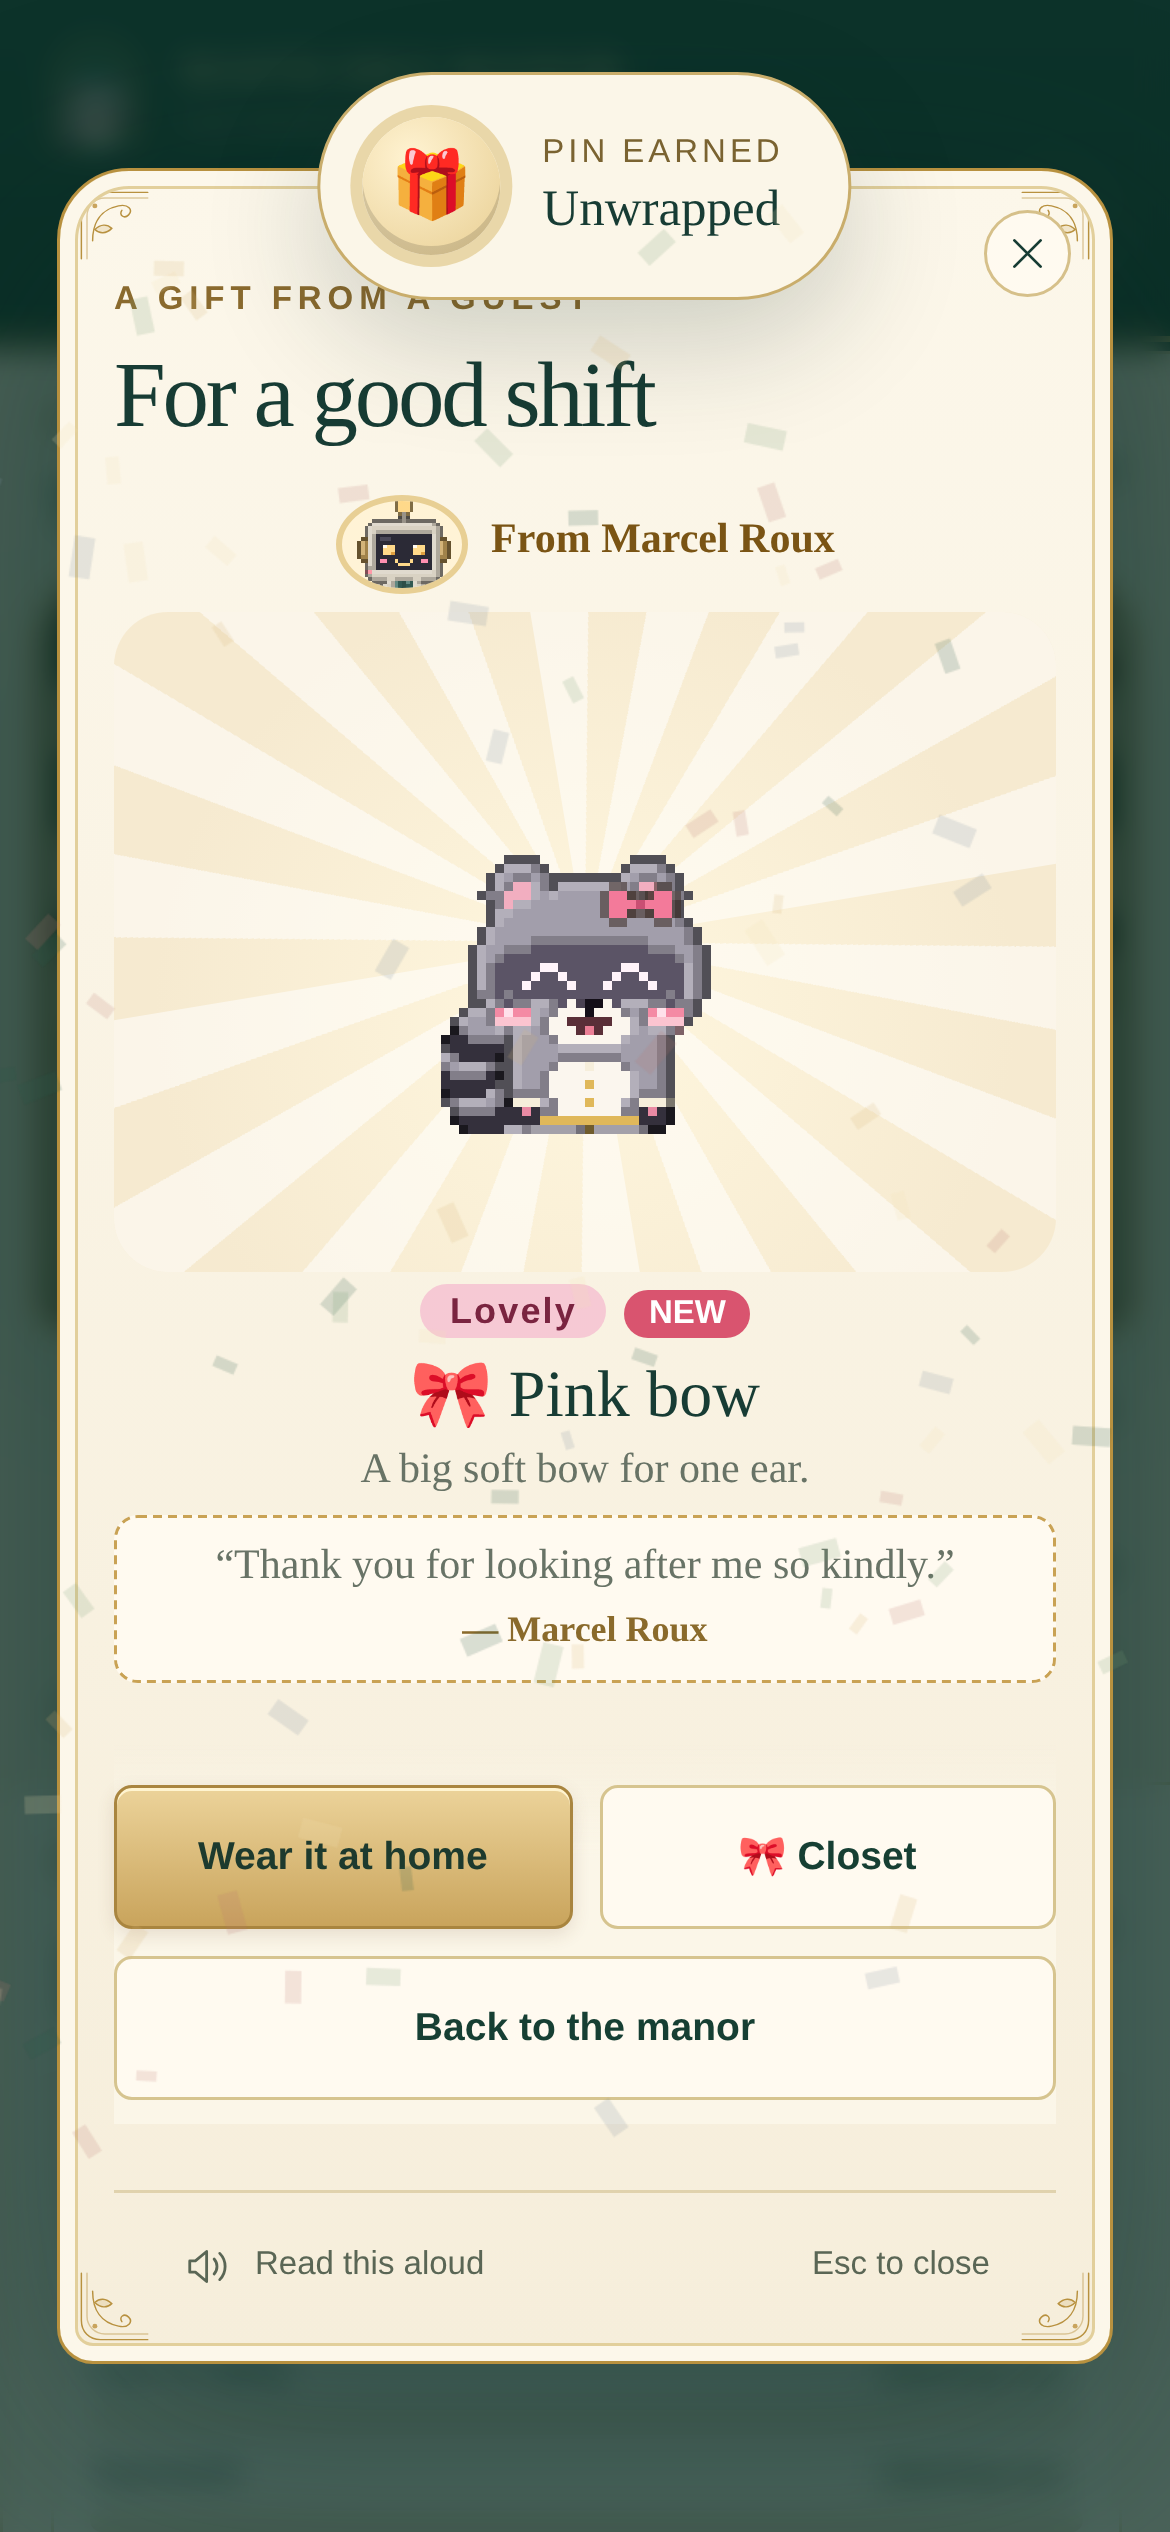 PIN EARNED
Unwrapped
A GIFT FROM A GUEST
For a good shift
From Marcel Roux
Lovely
NEW
Pink bow
A big soft bow for one ear.
“Thank you for looking after me so kindly.”
— Marcel Roux
Wear it at home
Closet
Back to the manor
Read this aloud
Esc to close